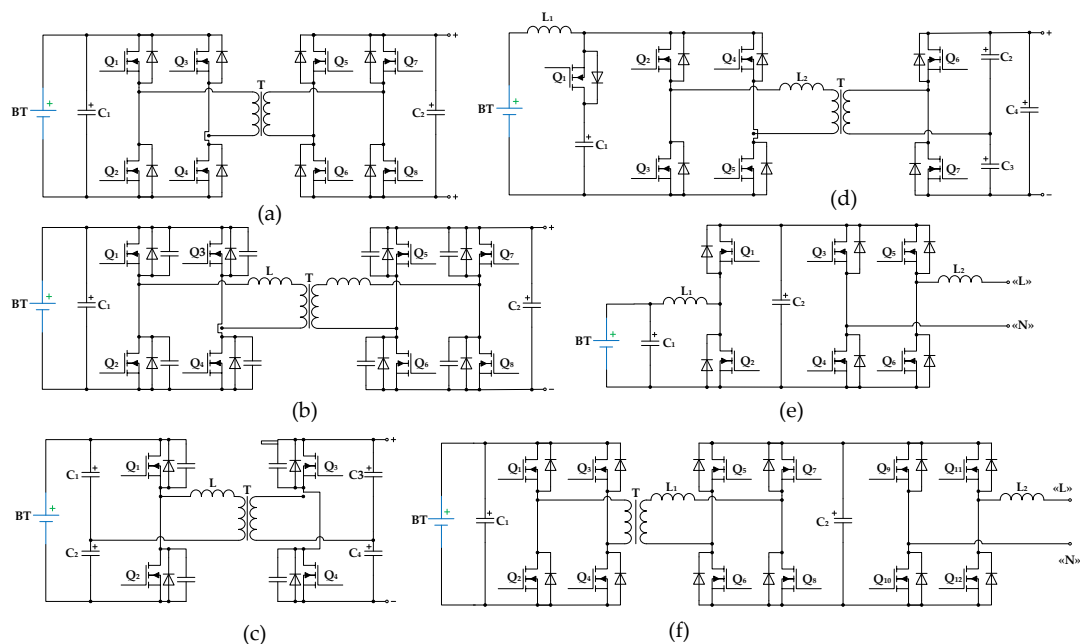 Q1 Q3 Q5 Q7 +
BT + C1 + T C2 +
Q2 Q4 Q6 Q8 +
(a)
L1
Q2 Q4 Q6 + C2 +
Q1 L2 T + C4
BT + C1 +
Q3 Q5 Q7 + C3 −
(d)
Q1 Q3 Q5 Q7 +
BT + C1 + L T C2 +
Q2 Q4 Q6 Q8 −
(b)
Q1 Q3 Q5
L1 C2 + L2 «L»
BT + C1 + «N»
Q2 Q4 Q6
(e)
C1 + Q1 Q3 C3 + +
BT + L T
C2 + Q2 Q4 C4 + −
(c)
Q1 Q3 Q5 Q7 Q9 Q11
BT + C1 + T L1 C2 + L2 «L»
Q2 Q4 Q6 Q8 Q10 Q12 «N»
(f)